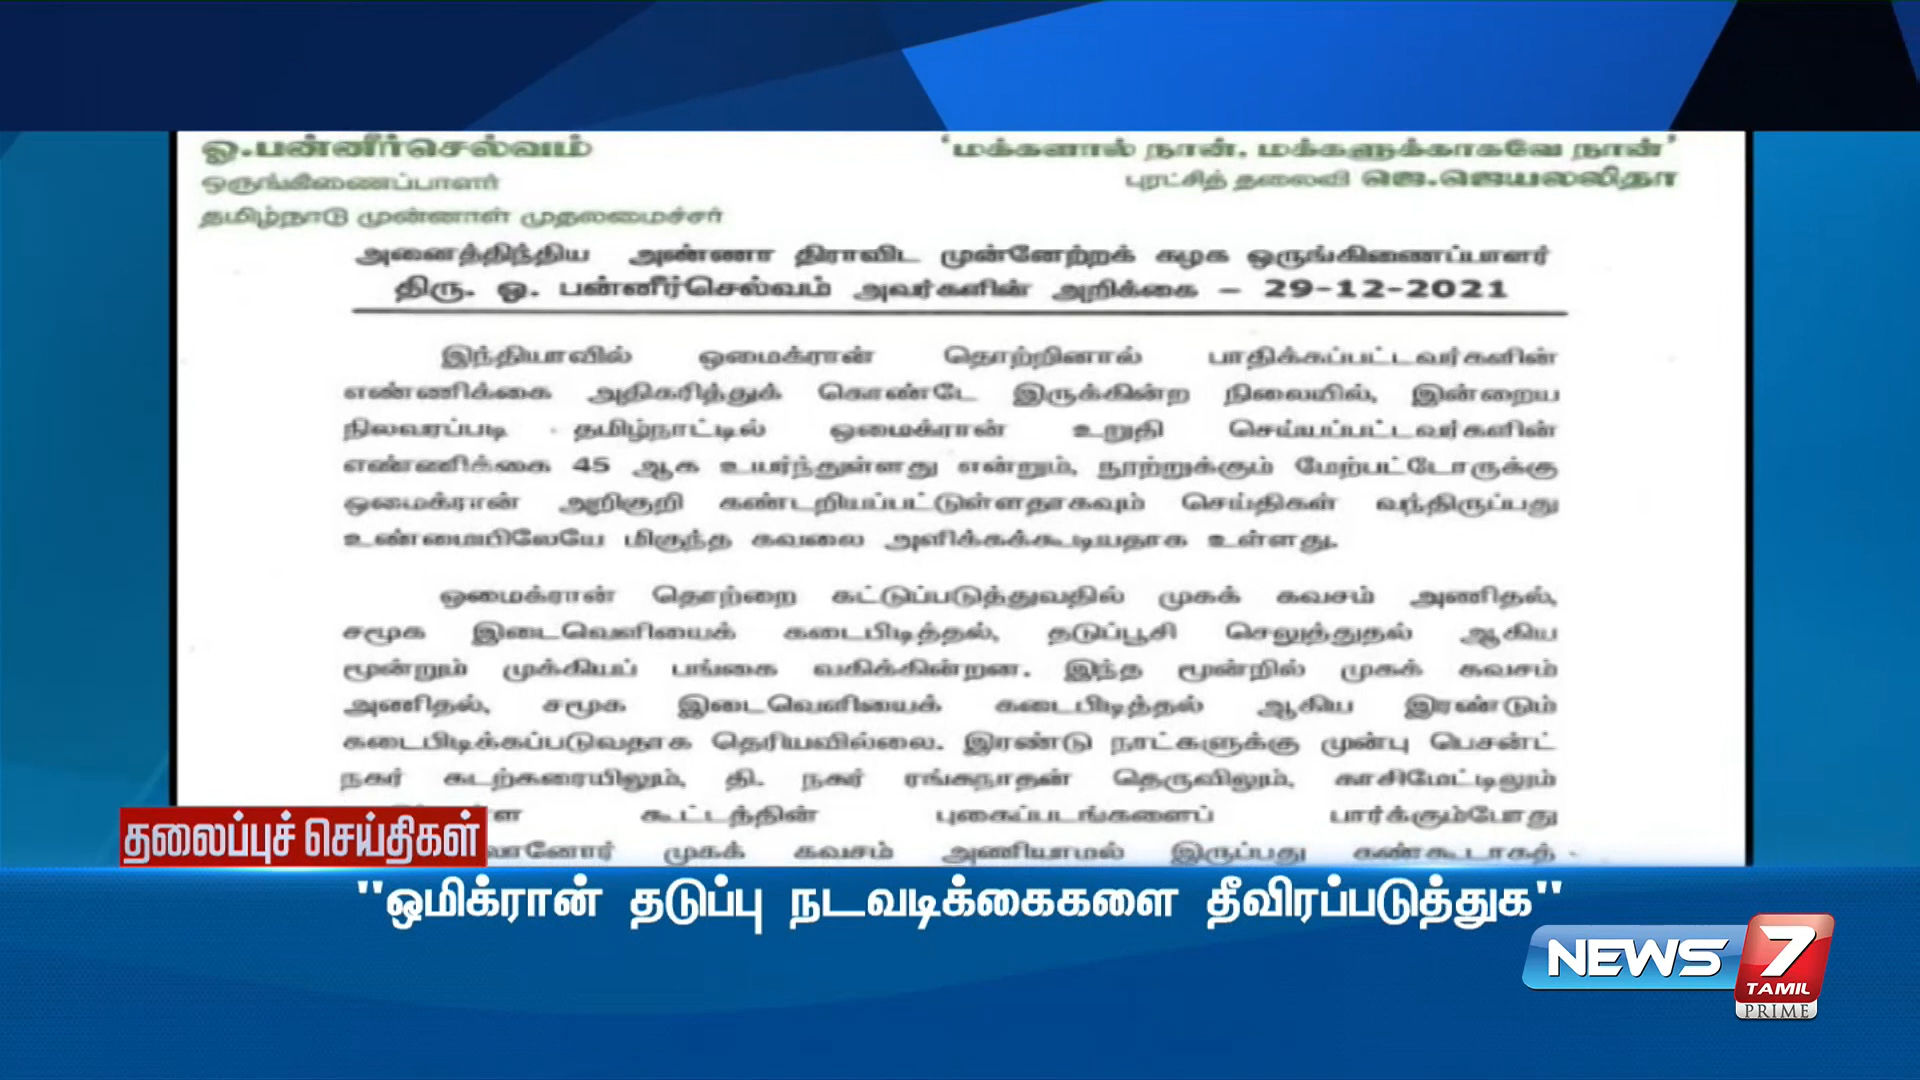 ஓ.பன்னீர்செல்வம்
ஒருங்கிணைப்பாளர்
தமிழ்நாடு முன்னாள் முதலமைச்சர்
'மக்களால் நான், மக்களுக்காகவே நான்'
புரட்சித் தலைவி ஜெ.ஜெயலலிதா
அனைத்திந்திய அண்ணா திராவிட முன்னேற்றக் கழக ஒருங்கிணைப்பாளர்
திரு. ஓ. பன்னீர்செல்வம் அவர்களின் அறிக்கை – 29-12-2021
இந்தியாவில் ஒமைக்ரான் தொற்றினால் பாதிக்கப்பட்டவர்களின்
எண்ணிக்கை அதிகரித்துக் கொண்டே இருக்கின்ற நிலையில், இன்றைய
நிலவரப்படி தமிழ்நாட்டில் ஒமைக்ரான் உறுதி செய்யப்பட்டவர்களின்
எண்ணிக்கை 45 ஆக உயர்ந்துள்ளது என்றும், நூற்றுக்கும் மேற்பட்டோருக்கு
ஒமைக்ரான் அறிகுறி கண்டறியப்பட்டுள்ளதாகவும் செய்திகள் வந்திருப்பது
உண்மையிலேயே மிகுந்த கவலை அளிக்கக்கூடியதாக உள்ளது.
ஒமைக்ரான் தொற்றை கட்டுப்படுத்துவதில் முகக் கவசம் அணிதல்,
சமூக இடைவெளியைக் கடைபிடித்தல், தடுப்பூசி செலுத்துதல் ஆகிய
மூன்றும் முக்கியப் பங்கை வகிக்கின்றன. இந்த மூன்றில் முகக் கவசம்
அணிதல், சமூக இடைவெளியைக் கடைபிடித்தல் ஆகிய இரண்டும்
கடைபிடிக்கப்படுவதாக தெரியவில்லை. இரண்டு நாட்களுக்கு முன்பு பெசன்ட்
நகர் கடற்கரையிலும், தி. நகர் ரங்கநாதன் தெருவிலும், காசிமேட்டிலும்
கூட்டத்தின் புகைப்படங்களைப் பார்க்கும்போது
முகக் கவசம் அணியாமல் இருப்பது கண்கூடாகத்
தலைப்புச் செய்திகள்
"ஒமிக்ரான் தடுப்பு நடவடிக்கைகளை தீவிரப்படுத்துக"
NEWS 7
TAMIL
PRIME